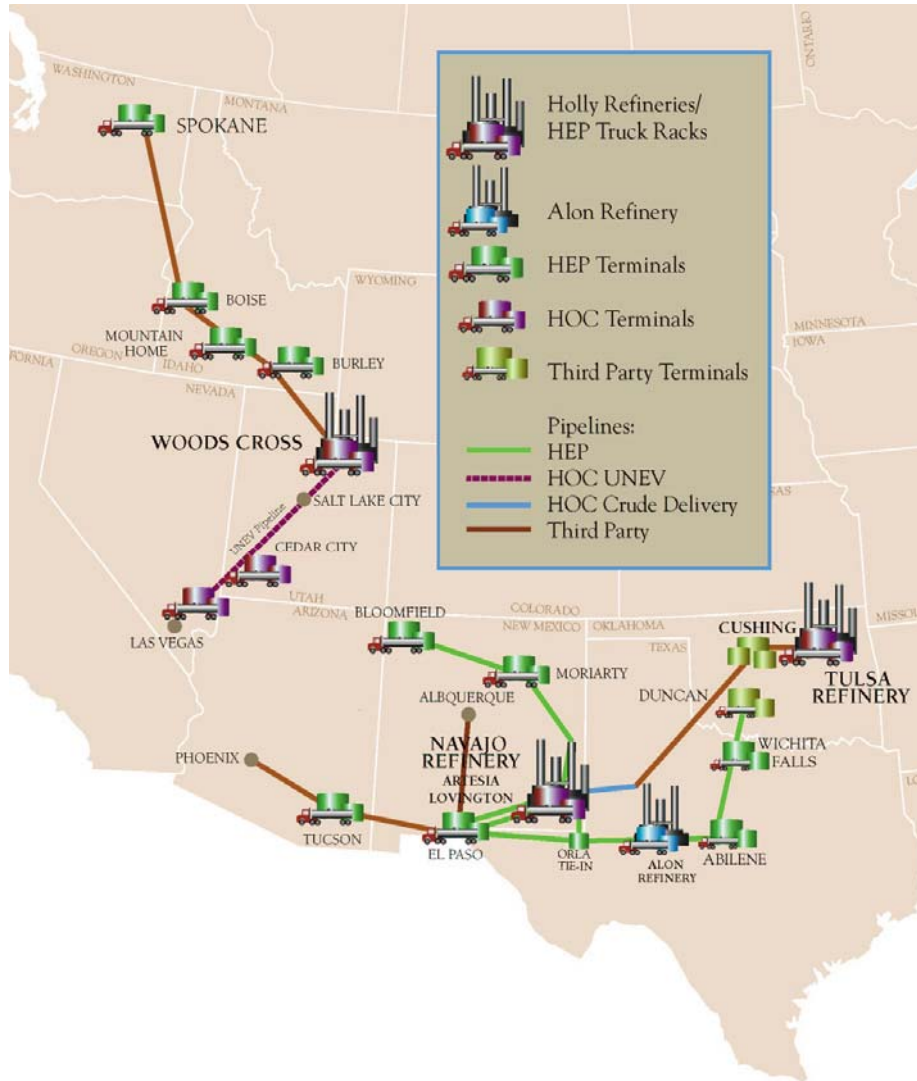 ONTARIO
WASHINGTON
MONTANA
SPOKANE
Holly Refineries/
HEP Truck Racks
Alon Refinery
HEP Terminals
HOC Terminals
Third Party Terminals
Pipelines:
HEP
HOC UNEV
HOC Crude Delivery
Third Party
WYOMING
MINNESOTA
IOWA
BOISE
MOUNTAIN
HOME
BURLEY
OREGON
IDAHO
NEVADA
WOODS CROSS
SALT LAKE CITY
UNEV Pipeline
CEDAR CITY
UTAH
ARIZONA
LAS VEGAS
COLORADO
NEW MEXICO
OKLAHOMA
TEXAS
MISSO
BLOOMFIELD
MORIARTY
ALBQUERQUE
CUSHING
TULSA
REFINERY
DUNCAN
WICHITA
FALLS
NAVAJO
REFINERY
ARTESIA
LOVINGTON
PHOENIX
TUCSON
EL PASO
ORLA
TIE-IN
ALON
REFINERY
ABILENE